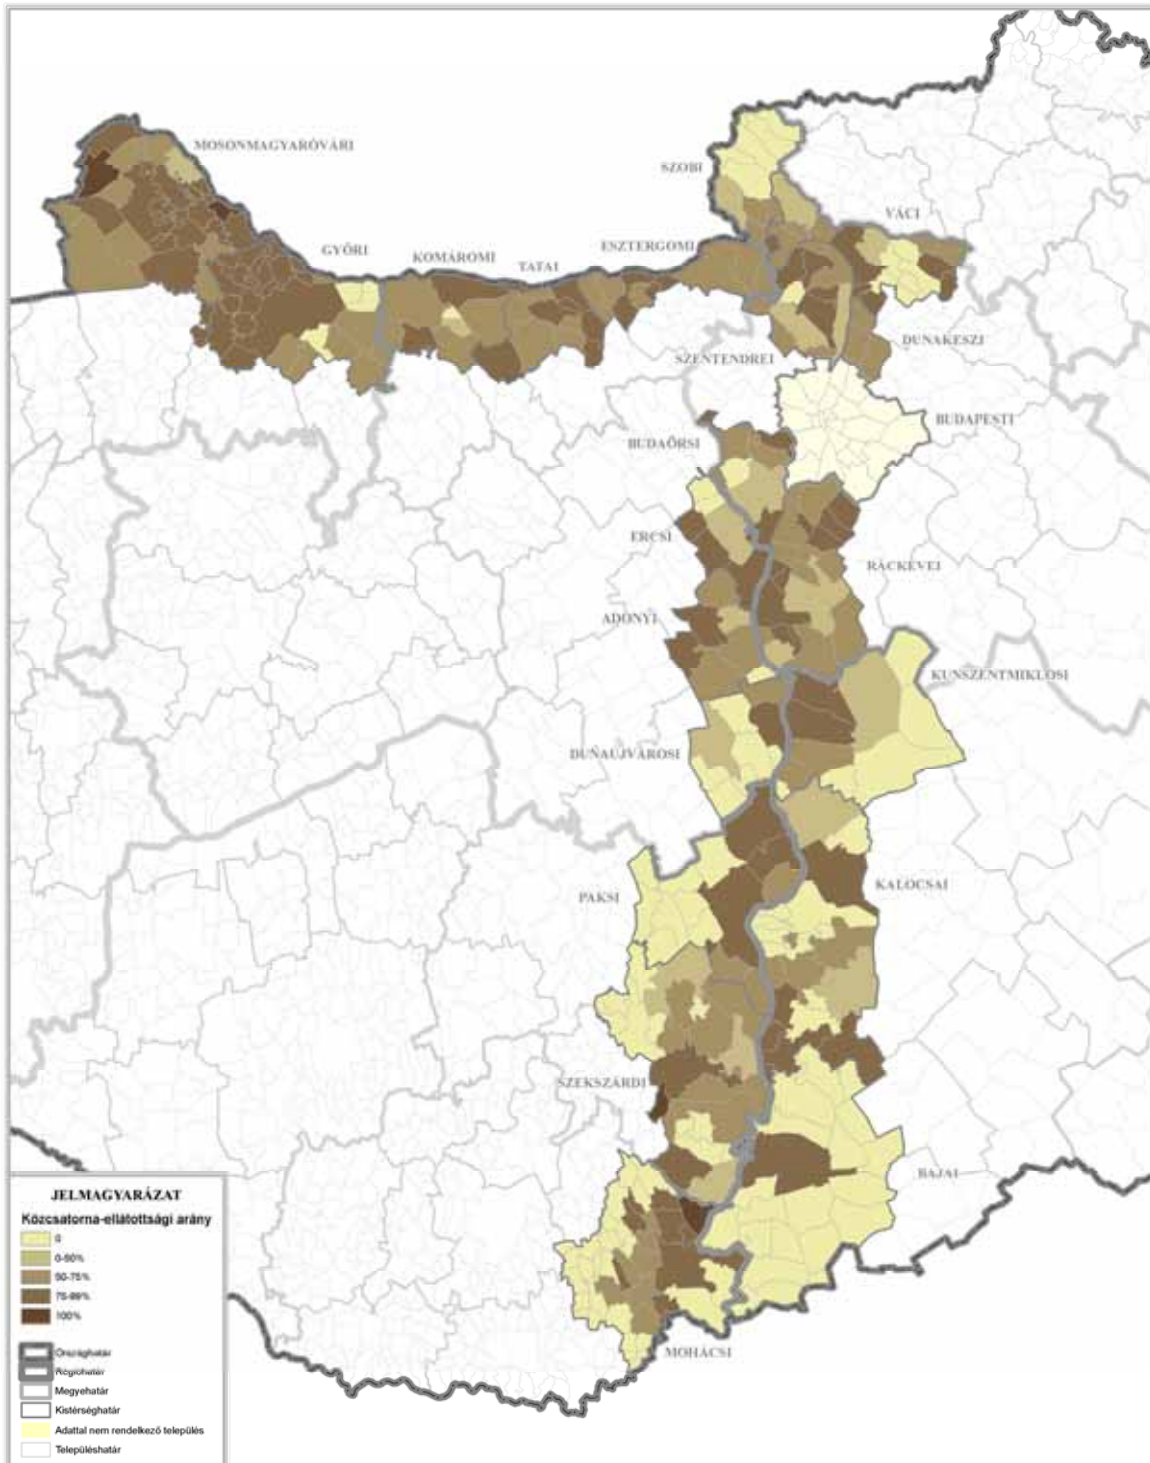 MOSONMAGYARÓVÁRI
SZOBI
VÁCI
GYŐRI
KOMÁROMI
TATAI
ESZTERGOMI
SZENTENDREI
DUNAKESZI
BUDAPESTI
BUDAÖRSI
ERCSI
RÁCKEVEI
ADONYI
KUNSZENTMIKLÓSI
DUNAÚJVÁROSI
PAKSI
KALOCSAI
SZEKSZÁRDI
BAJAI
MOHÁCSI
JELMAGYARÁZAT
Közcsatorna-ellátottsági arány
0
0-50%
50-75%
75-99%
100%
Országhatár
Régióhatár
Megyehatár
Kistérséghatár
Adattal nem rendelkező település
Településhatár